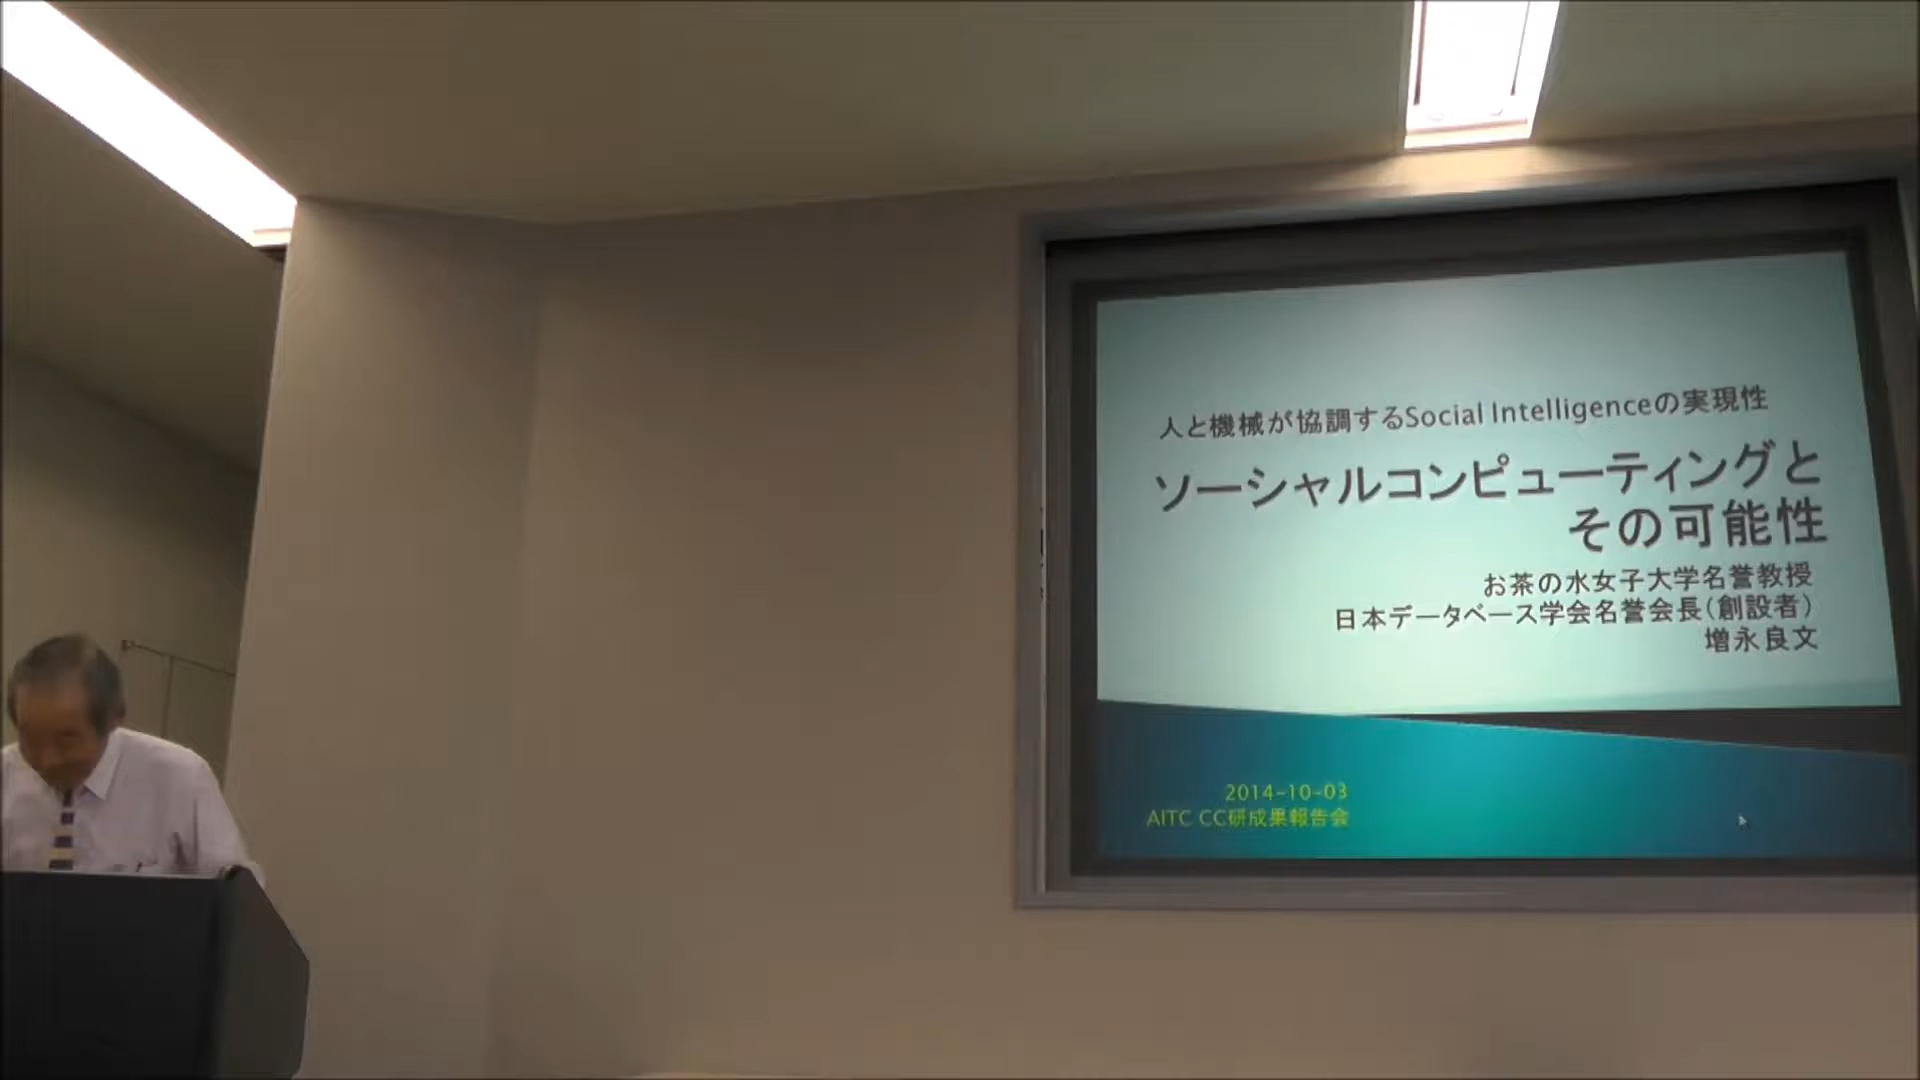 人と機械が協調するSocial Intelligenceの実現性
ソーシャルコンピューティングと
その可能性
お茶の水女子大学名誉教授
日本データベース学会名誉会長(創設者)
増永良文
2014-10-03
AITC CC研成果報告会